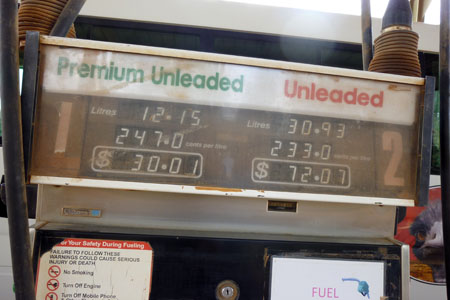 Premium Unleaded
Unleaded
1
Litres 12.15
247.0 cents per litre
$ 30.01
Litres 30.93
233.0 cents per litre
$ 72.07
2
Your Safety During Fueling
FAILURE TO FOLLOW THESE
WARNINGS COULD CAUSE SERIOUS
INJURY OR DEATH
No Smoking
Turn Off Engine
Turn Off Mobile Phone
FUEL